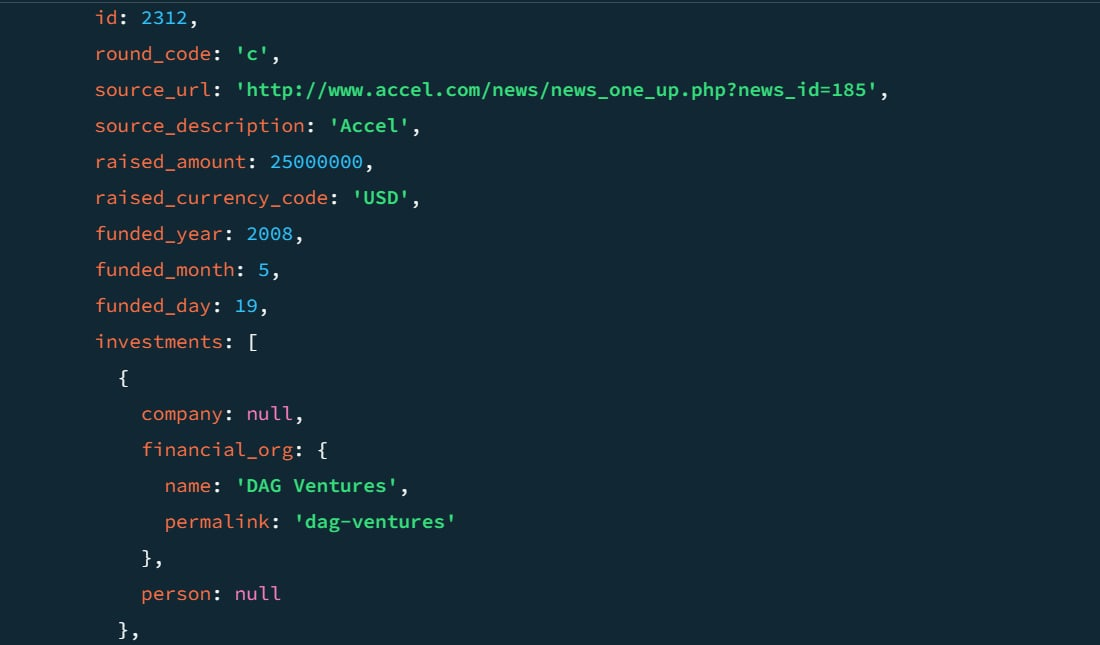 id: 2312,
round_code: 'c',
source_url: 'http://www.accel.com/news/news_one_up.php?news_id=185',
source_description: 'Accel',
raised_amount: 25000000,
raised_currency_code: 'USD',
funded_year: 2008,
funded_month: 5,
funded_day: 19,
investments: [
{
company: null,
financial_org: {
name: 'DAG Ventures',
permalink: 'dag-ventures'
},
person: null
},